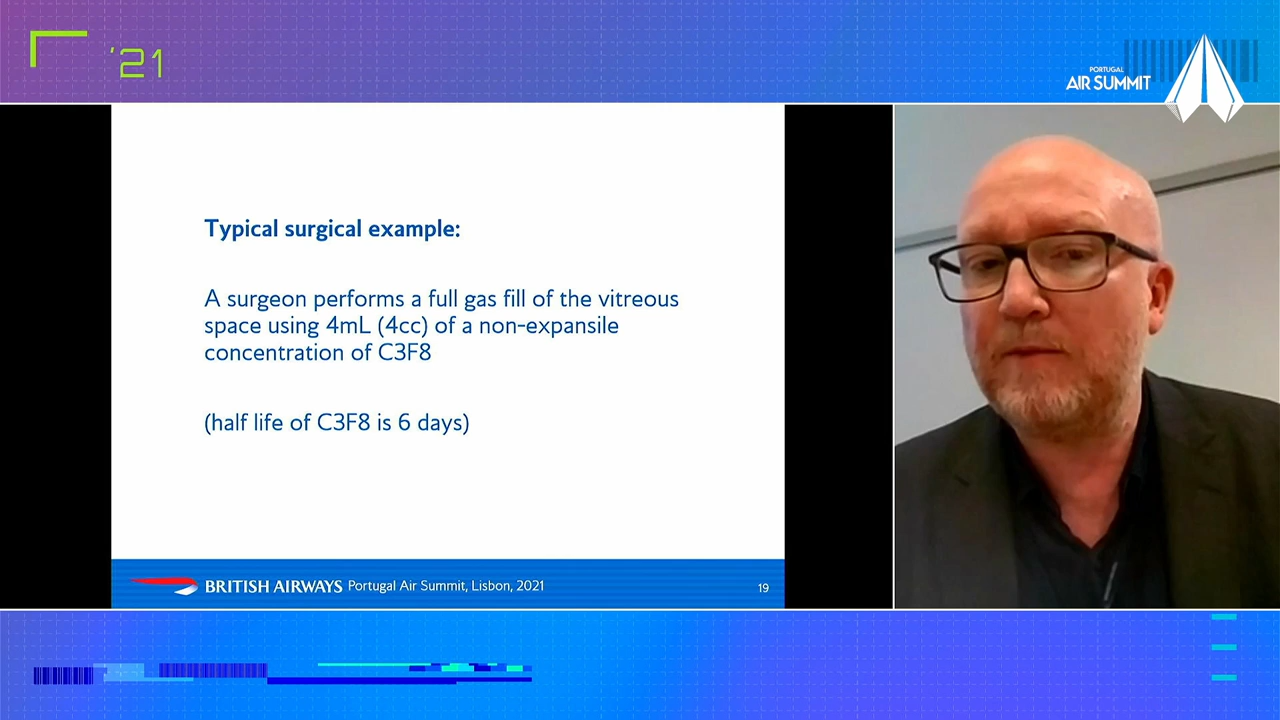 '21
PORTUGAL
AIR SUMMIT
Typical surgical example:
A surgeon performs a full gas fill of the vitreous
space using 4mL (4cc) of a non-expansile
concentration of C3F8
(half life of C3F8 is 6 days)
BRITISH AIRWAYS Portugal Air Summit, Lisbon, 2021
19